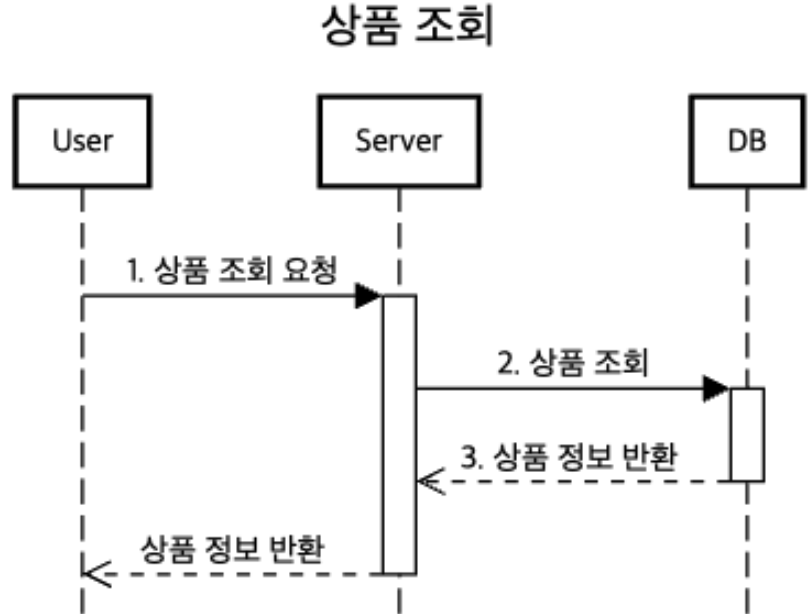 상품 조회
User
Server
DB
1. 상품 조회 요청
2. 상품 조회
3. 상품 정보 반환
상품 정보 반환